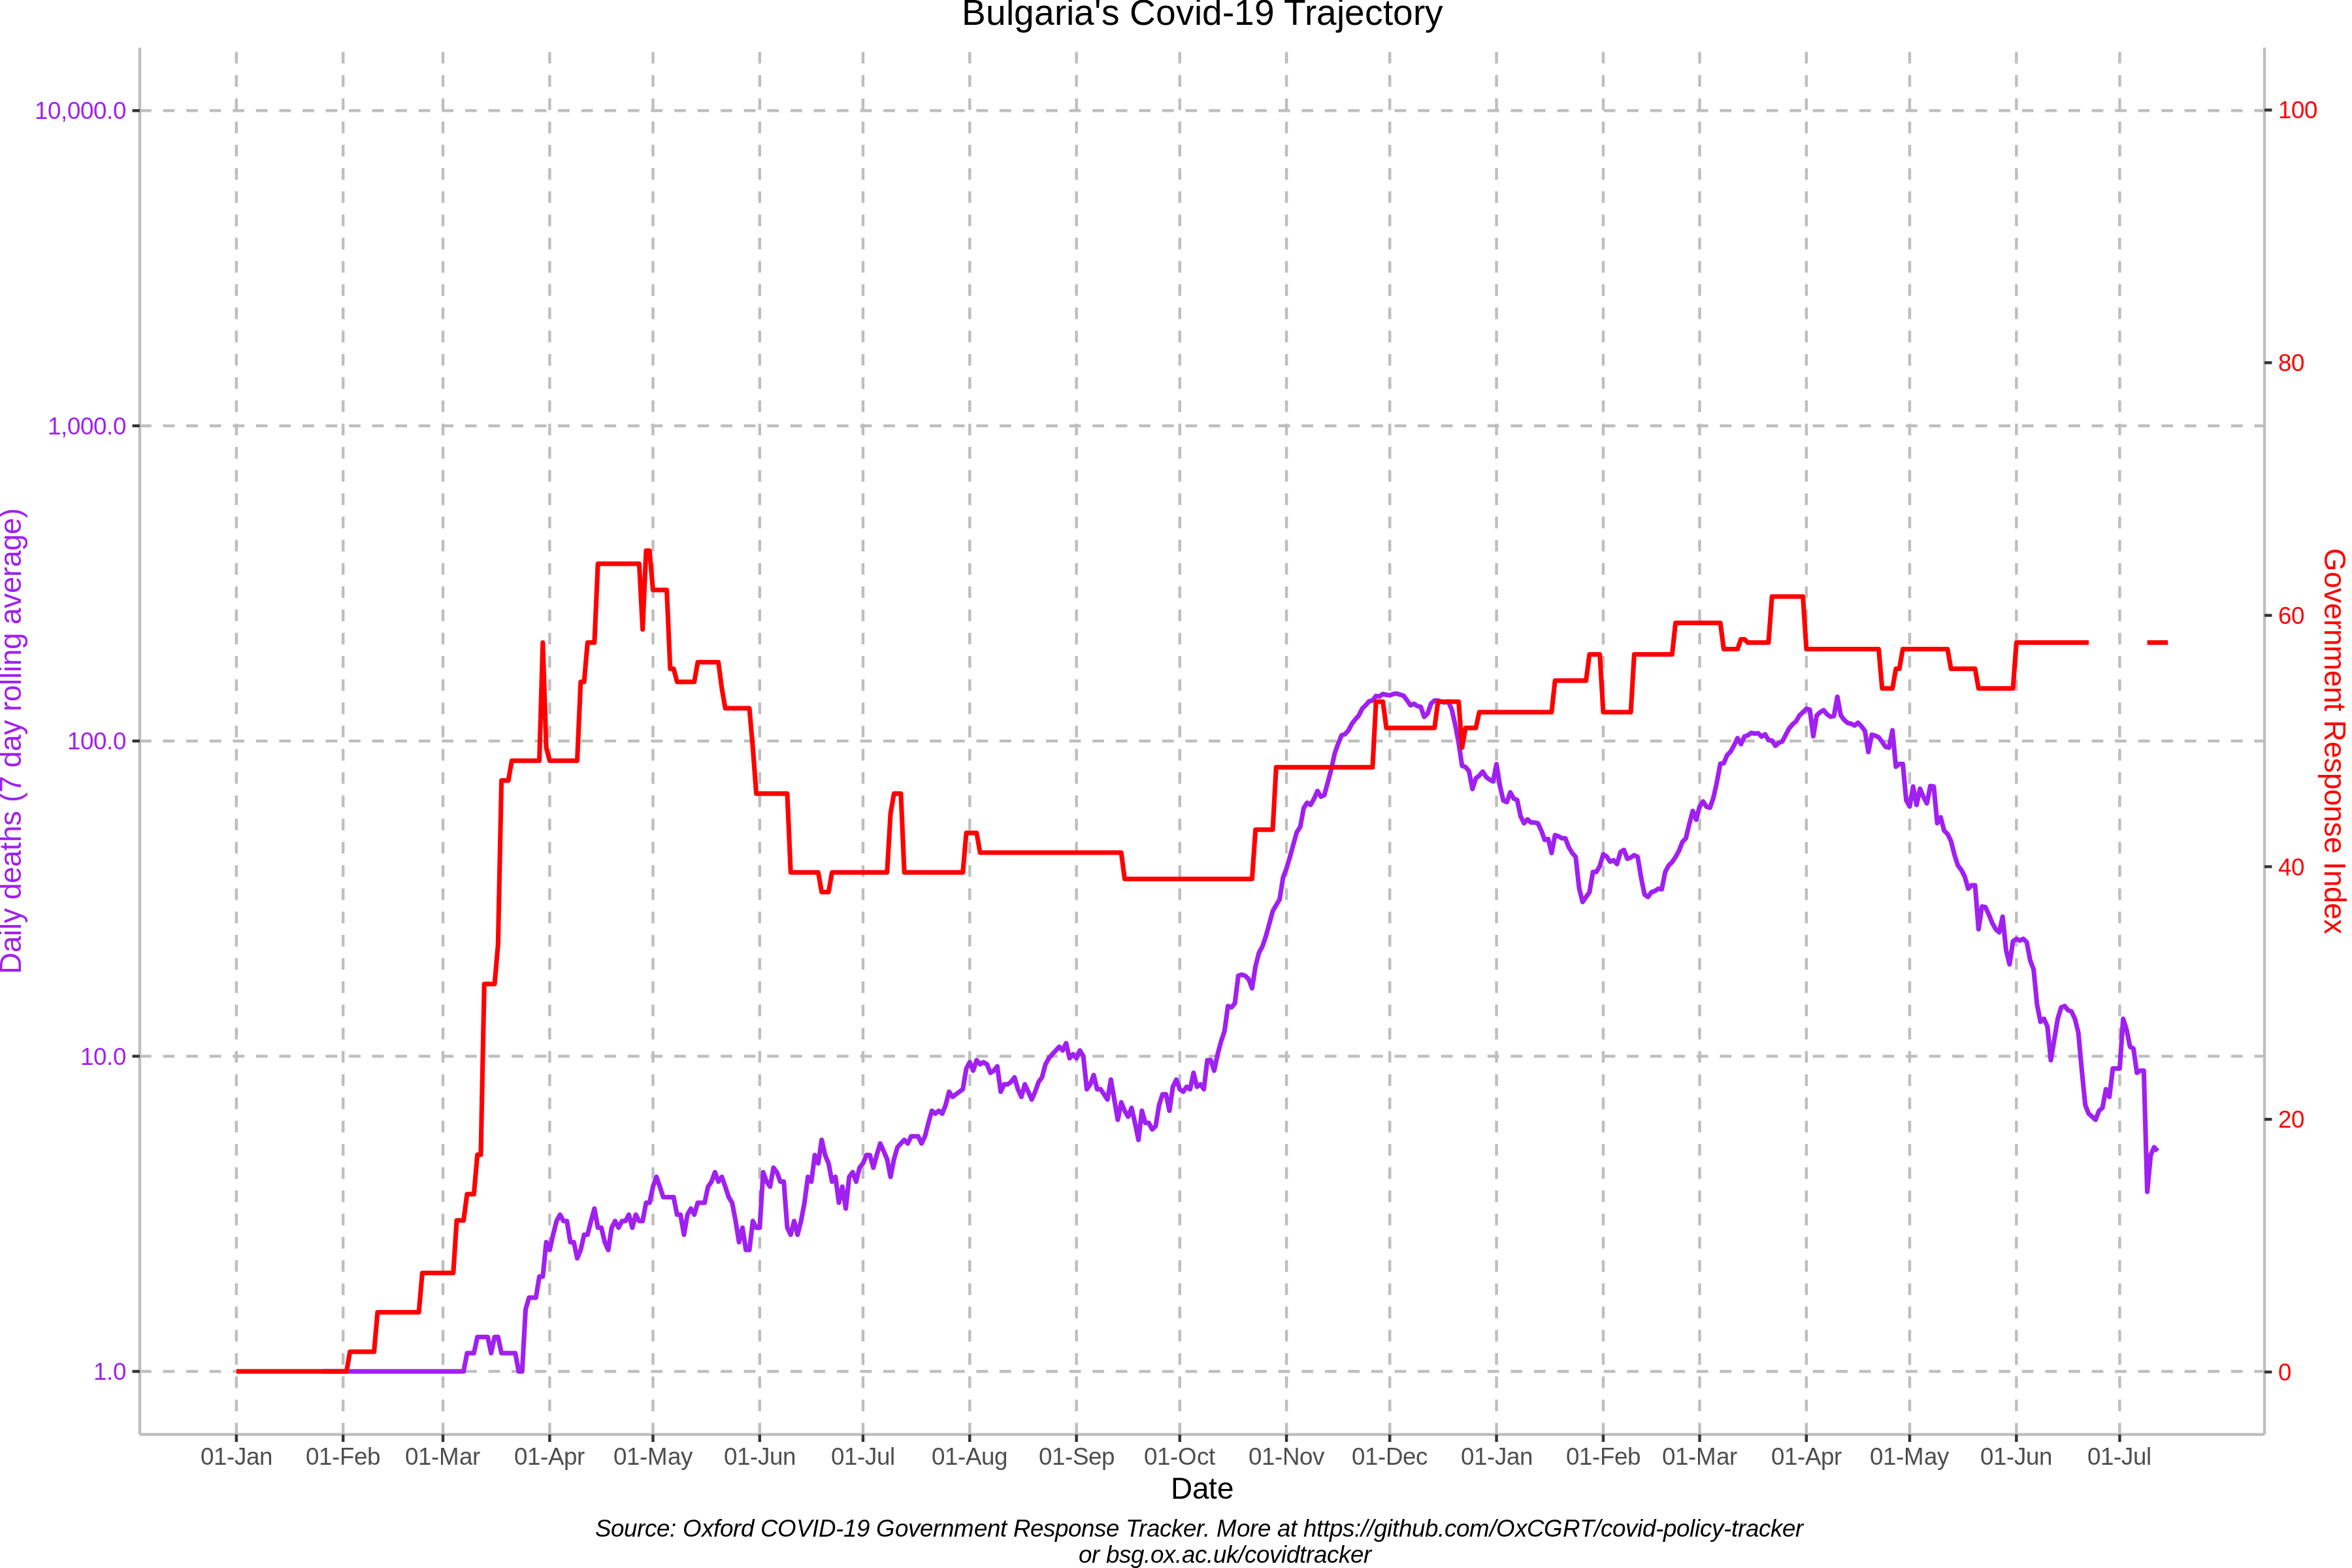 Bulgaria's Covid-19 Trajectory
10,000.0
1,000.0
100.0
10.0
1.0
Daily deaths (7 day rolling average)
100
80
60
40
20
0
Government Response Index
01-Jan 01-Feb 01-Mar 01-Apr 01-May 01-Jun 01-Jul 01-Aug 01-Sep 01-Oct 01-Nov 01-Dec 01-Jan 01-Feb 01-Mar 01-Apr 01-May 01-Jun 01-Jul
Date
Source: Oxford COVID-19 Government Response Tracker. More at https://github.com/OxCGRT/covid-policy-tracker
or bsg.ox.ac.uk/covidtracker